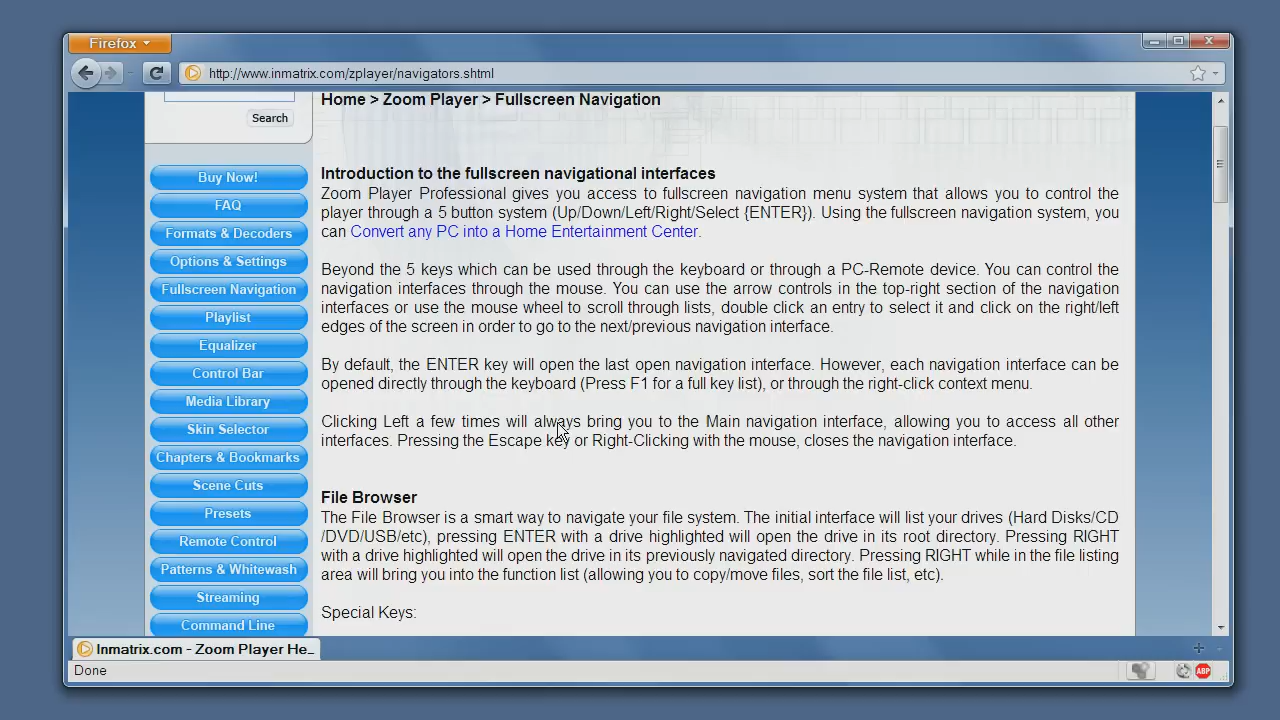 Firefox
http://www.inmatrix.com/zplayer/navigators.shtml
Search
Buy Now!
FAQ
Formats & Decoders
Options & Settings
Fullscreen Navigation
Playlist
Equalizer
Control Bar
Media Library
Skin Selector
Chapters & Bookmarks
Scene Cuts
Presets
Remote Control
Patterns & Whitewash
Streaming
Command Line
Home > Zoom Player > Fullscreen Navigation
Introduction to the fullscreen navigational interfaces
Zoom Player Professional gives you access to fullscreen navigation menu system that allows you to control the
player through a 5 button system (Up/Down/Left/Right/Select {ENTER}). Using the fullscreen navigation system, you
can Convert any PC into a Home Entertainment Center.
Beyond the 5 keys which can be used through the keyboard or through a PC-Remote device. You can control the
navigation interfaces through the mouse. You can use the arrow controls in the top-right section of the navigation
interfaces or use the mouse wheel to scroll through lists, double click an entry to select it and click on the right/left
edges of the screen in order to go to the next/previous navigation interface.
By default, the ENTER key will open the last open navigation interface. However, each navigation interface can be
opened directly through the keyboard (Press F1 for a full key list), or through the right-click context menu.
Clicking Left a few times will always bring you to the Main navigation interface, allowing you to access all other
interfaces. Pressing the Escape key or Right-Clicking with the mouse, closes the navigation interface.
File Browser
The File Browser is a smart way to navigate your file system. The initial interface will list your drives (Hard Disks/CD
/DVD/USB/etc), pressing ENTER with a drive highlighted will open the drive in its root directory. Pressing RIGHT
with a drive highlighted will open the drive in its previously navigated directory. Pressing RIGHT while in the file listing
area will bring you into the function list (allowing you to copy/move files, sort the file list, etc).
Special Keys:
Inmatrix.com - Zoom Player He...
Done
ABP